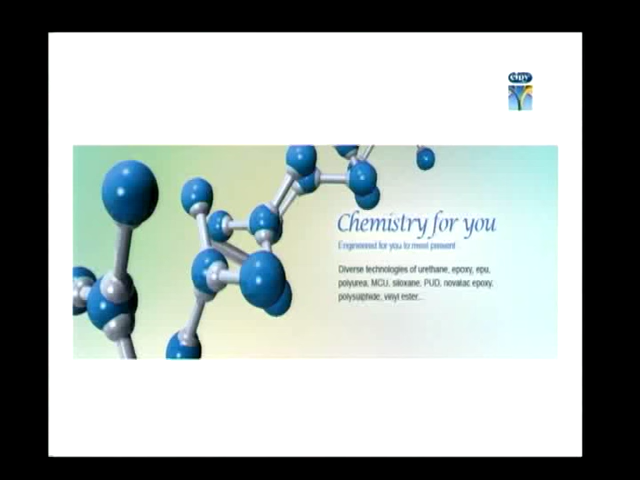 Chemistry for you
Engineered for you to meet present
Diverse technologies of urethane, epoxy, epu,
polyurea, MCU, siloxane, PUD, novalac epoxy,
polysulphide, vinyl ester...